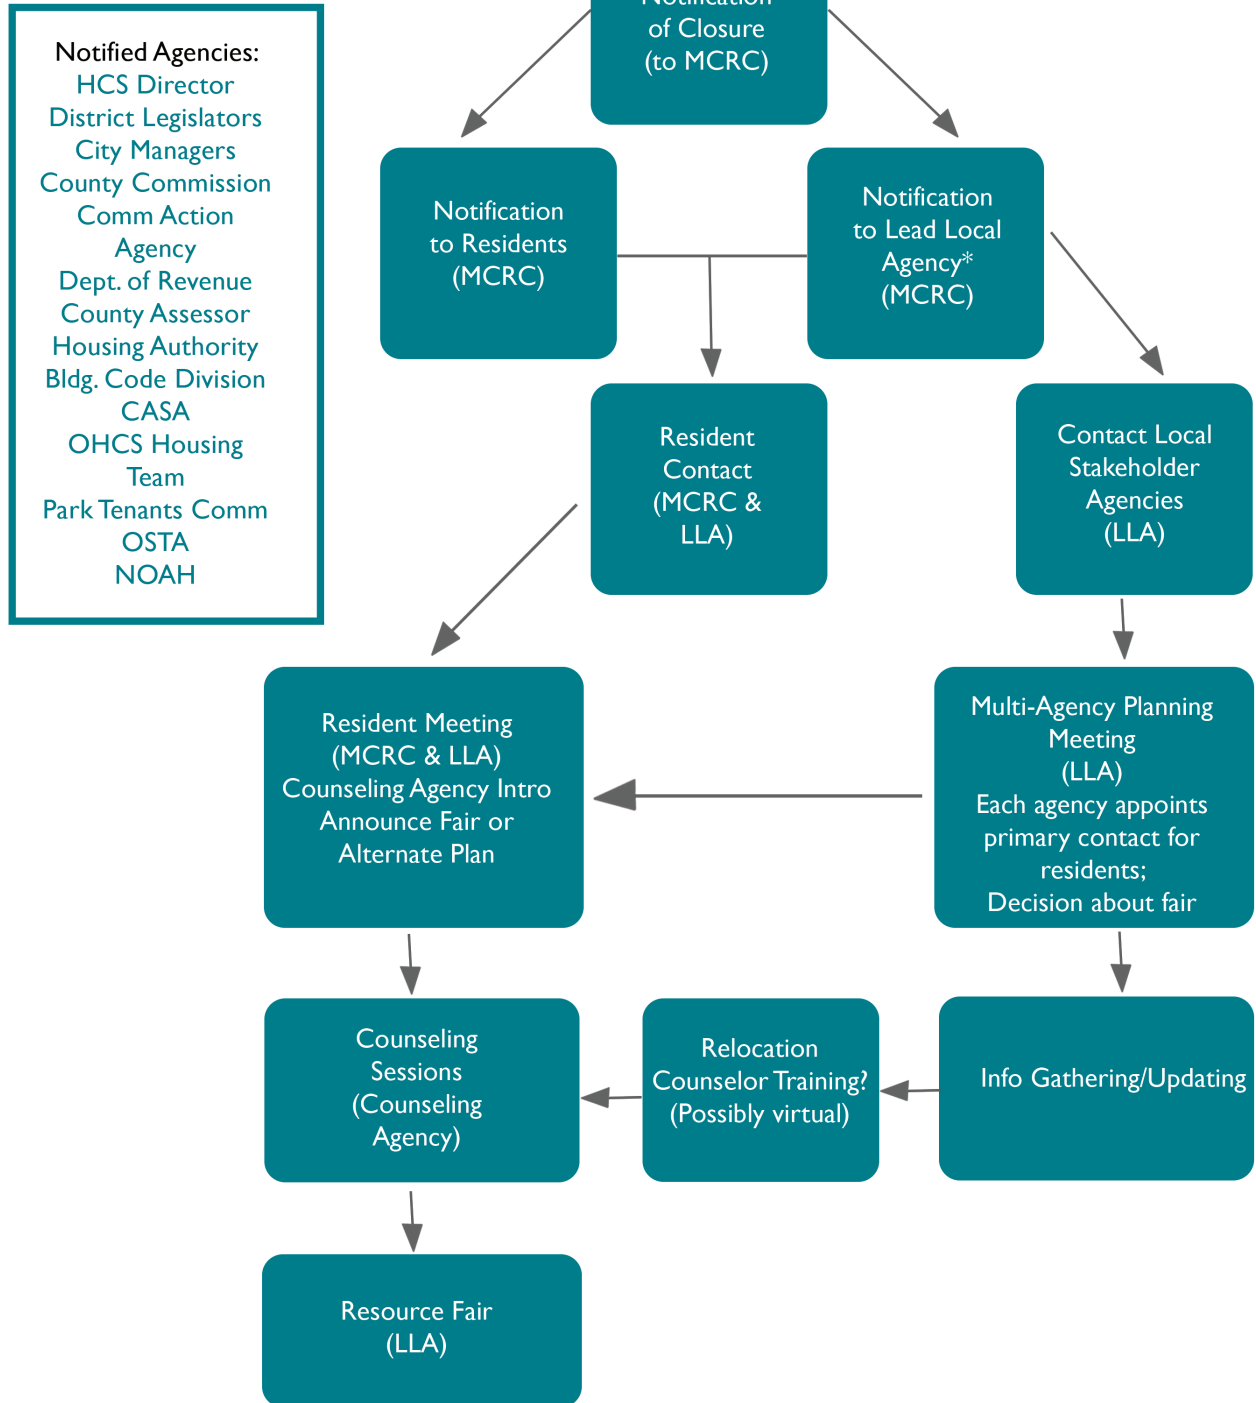 Notified Agencies:
HCS Director
District Legislators
City Managers
County Commission
Comm Action
Agency
Dept. of Revenue
County Assessor
Housing Authority
Bldg. Code Division
CASA
OHCS Housing
Team
Park Tenants Comm
OSTA
NOAH
Notification
of Closure
(to MCRC)
Notification
to Residents
(MCRC)
Notification
to Lead Local
Agency*
(MCRC)
Resident
Contact
(MCRC &
LLA)
Contact Local
Stakeholder
Agencies
(LLA)
Resident Meeting
(MCRC & LLA)
Counseling Agency Intro
Announce Fair or
Alternate Plan
Multi-Agency Planning
Meeting
(LLA)
Each agency appoints
primary contact for
residents;
Decision about fair
Counseling
Sessions
(Counseling
Agency)
Relocation
Counselor Training?
(Possibly virtual)
Info Gathering/Updating
Resource Fair
(LLA)